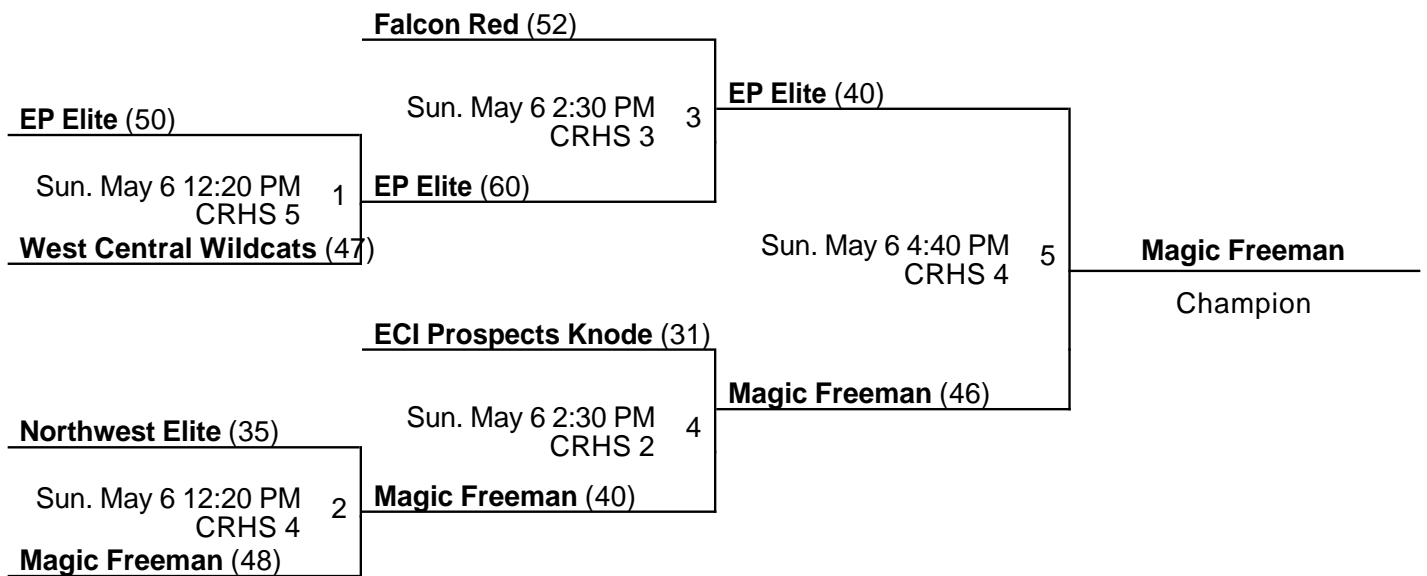 Falcon Red (52)
EP Elite (50)
Sun. May 6 2:30 PM
CRHS 3
3
EP Elite (40)
Sun. May 6 12:20 PM
CRHS 5
1
EP Elite (60)
West Central Wildcats (47)
Sun. May 6 4:40 PM
CRHS 4
5
Magic Freeman
Champion
ECI Prospects Knode (31)
Northwest Elite (35)
Sun. May 6 2:30 PM
CRHS 2
4
Magic Freeman (46)
Sun. May 6 12:20 PM
CRHS 4
2
Magic Freeman (40)
Magic Freeman (48)